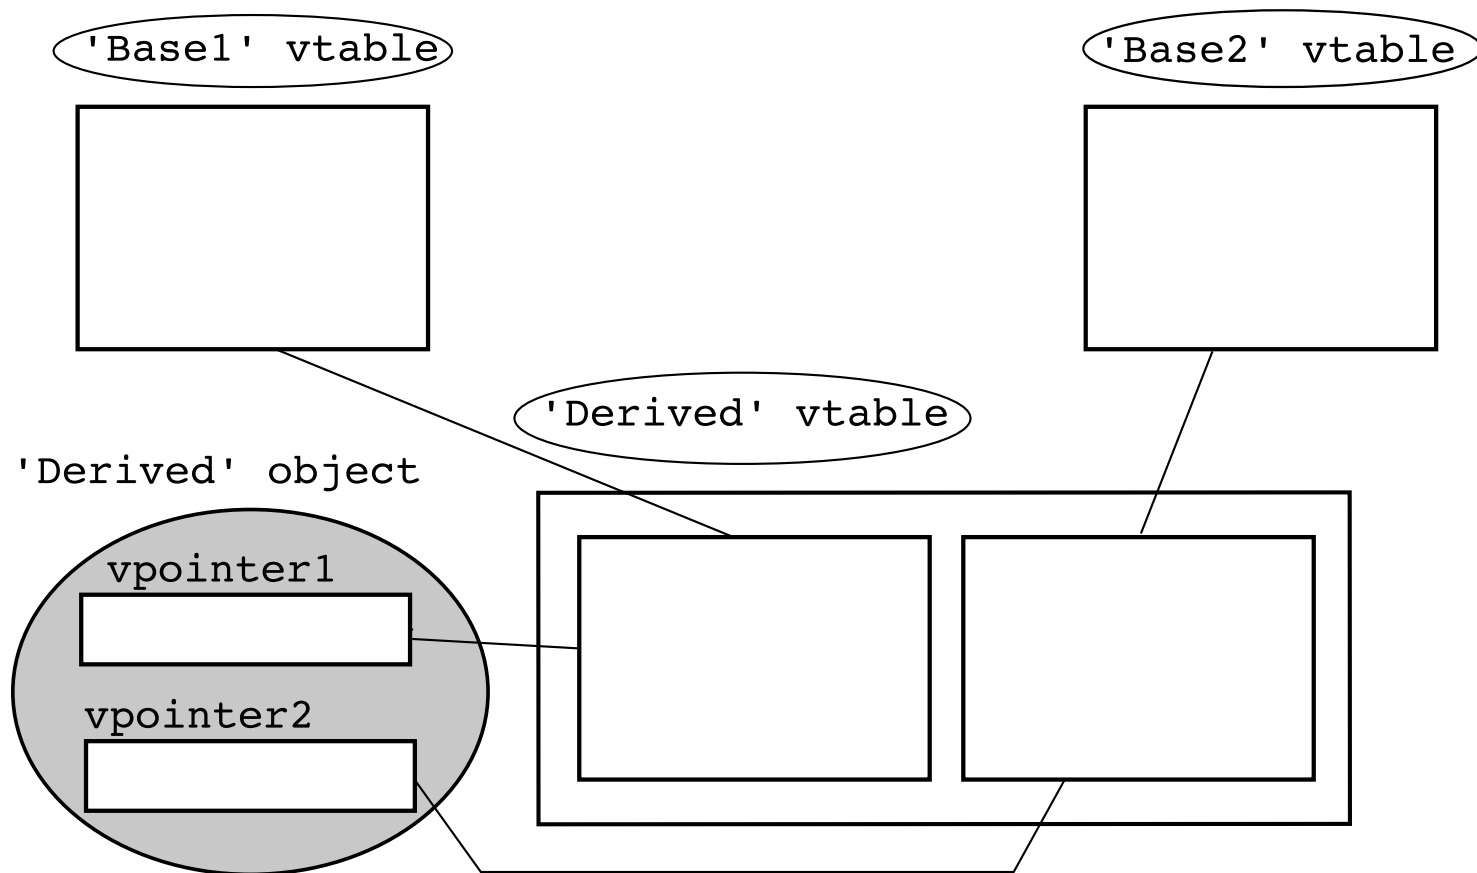 'Base1' vtable
'Base2' vtable
'Derived' vtable
'Derived' object
vpointer1
vpointer2